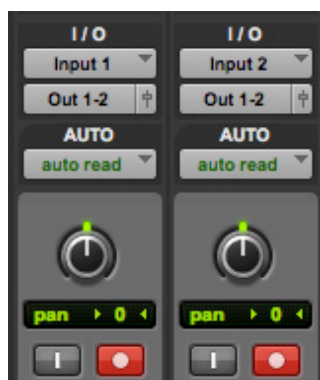 I/O I/O
Input 1 Input 2
Out 1-2 Out 1-2
AUTO AUTO
auto read auto read
pan 0 pan 0
I I